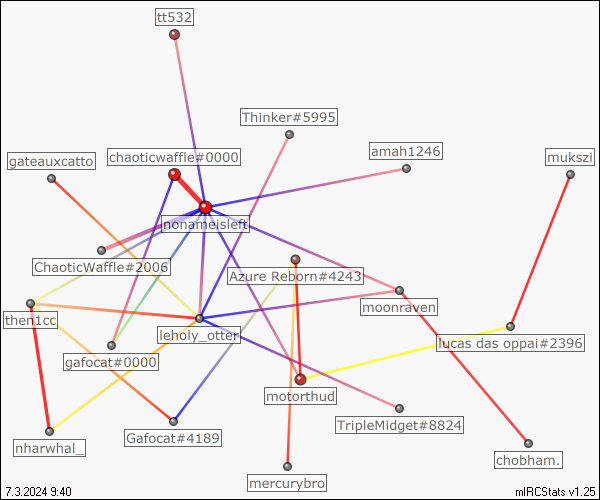 tt532
Thinker#5995
amah1246
mukszi
gateauxcatto
chaoticwaffle#0000
nonameisleft
ChaoticWaffle#2006
Azure Reborn#4243
moonraven
then1cc
leholy_otter
lucas das oppai#2396
gafocat#0000
motorthud
TripleMidget#8824
Gafocat#4189
nharwhal_
chobham.
mercurybro
7.3.2024 9:40
mIRCStats v1.25